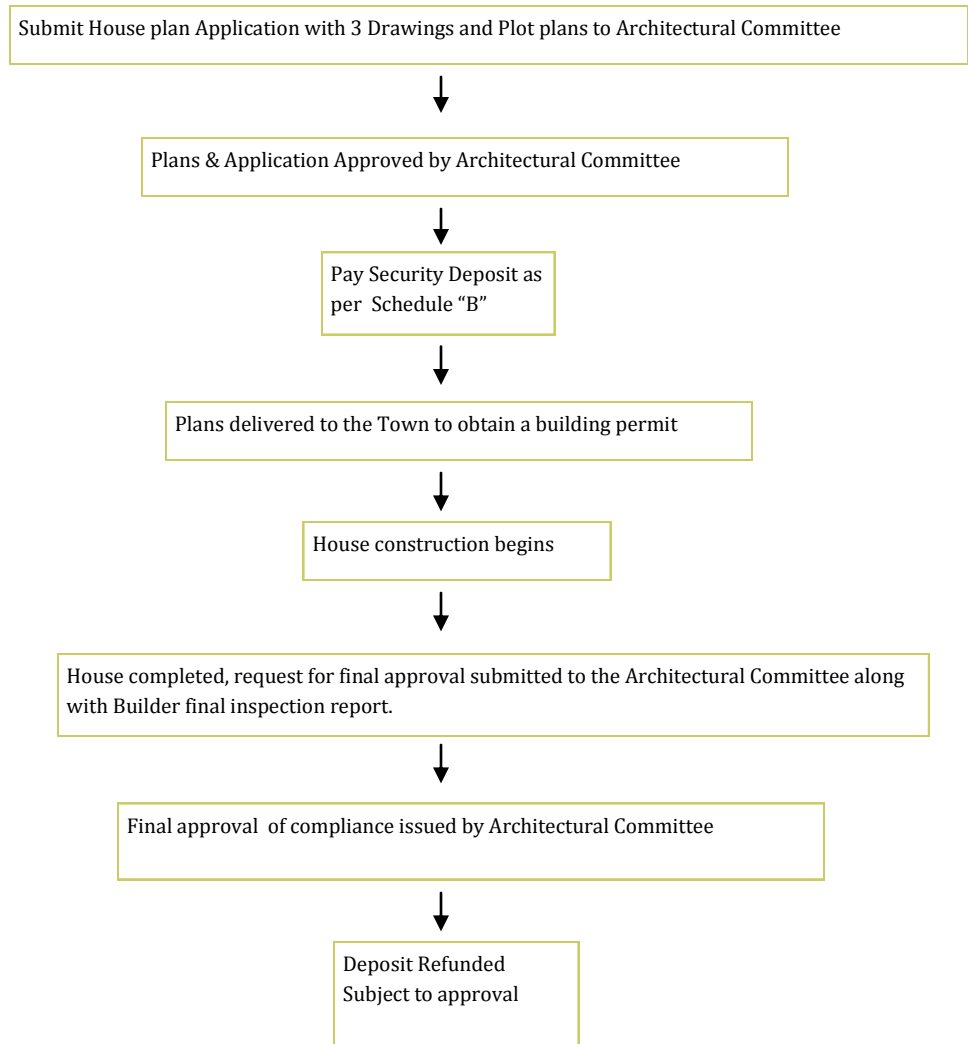 Submit House plan Application with 3 Drawings and Plot plans to Architectural Committee
Plans & Application Approved by Architectural Committee
Pay Security Deposit as
per Schedule “B”
Plans delivered to the Town to obtain a building permit
House construction begins
House completed, request for final approval submitted to the Architectural Committee along
with Builder final inspection report.
Final approval of compliance issued by Architectural Committee
Deposit Refunded
Subject to approval